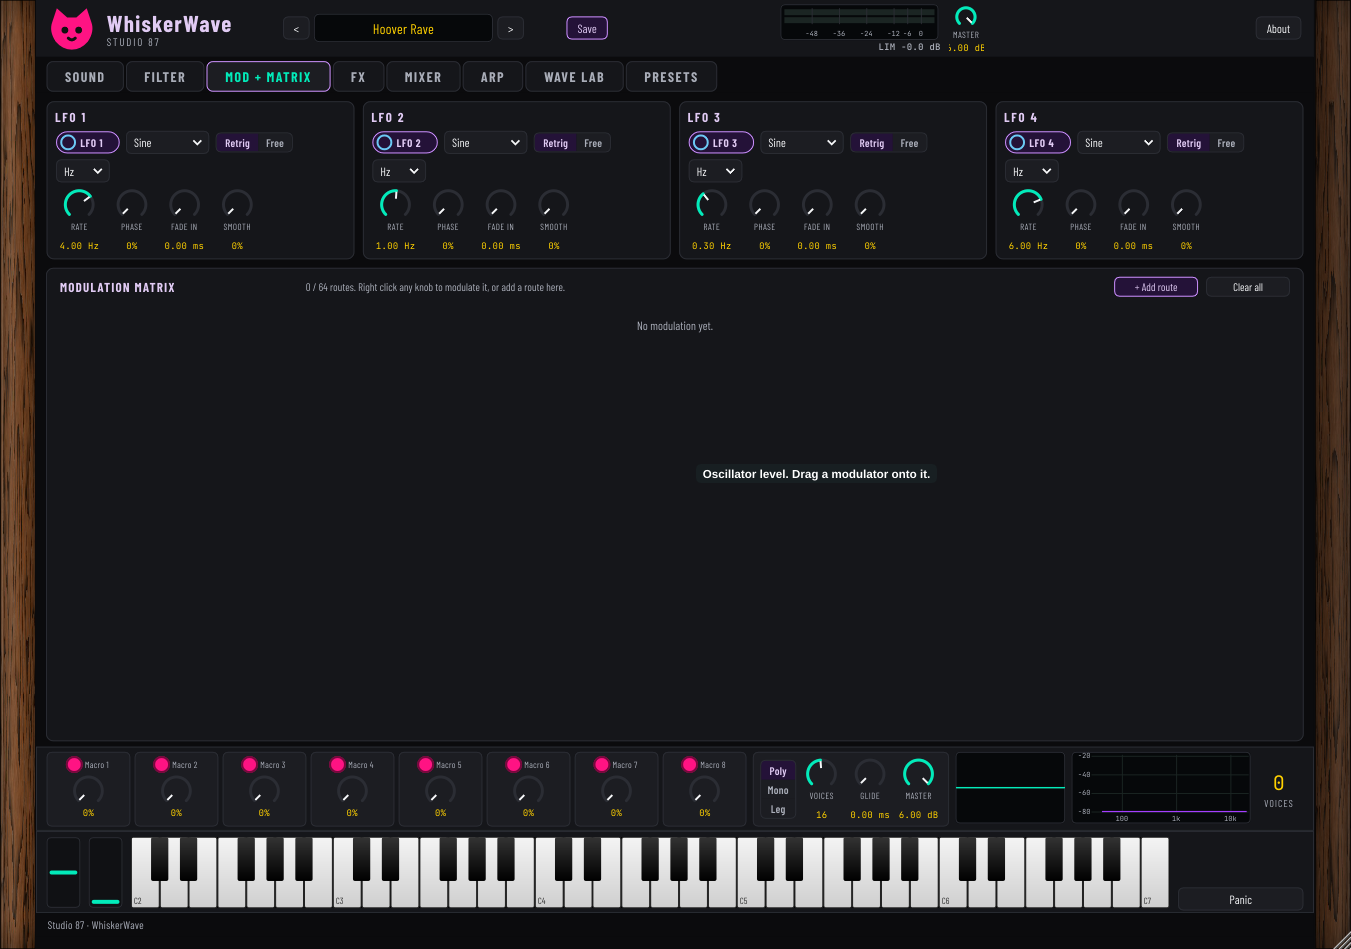 WhiskerWave
STUDIO 87
<
Hoover Rave
>
Save
-48 -36 -24 -12 -6 0
LIM -0.0 dB
MASTER
6.00 dB
About
SOUND FILTER MOD + MATRIX FX MIXER ARP WAVE LAB PRESETS
LFO 1 LFO 2 LFO 3 LFO 4
LFO 1 Sine Retrig Free LFO 2 Sine Retrig Free LFO 3 Sine Retrig Free LFO 4 Sine Retrig Free
Hz Hz Hz Hz
RATE PHASE FADE IN SMOOTH RATE PHASE FADE IN SMOOTH RATE PHASE FADE IN SMOOTH RATE PHASE FADE IN SMOOTH
4.00 Hz 0% 0.00 ms 0% 1.00 Hz 0% 0.00 ms 0% 0.30 Hz 0% 0.00 ms 0% 6.00 Hz 0% 0.00 ms 0%
MODULATION MATRIX 0 / 64 routes. Right click any knob to modulate it, or add a route here. + Add route Clear all
No modulation yet.
Oscillator level. Drag a modulator onto it.
Macro 1 Macro 2 Macro 3 Macro 4 Macro 5 Macro 6 Macro 7 Macro 8
0% 0% 0% 0% 0% 0% 0% 0%
Poly
Mono
Leg
VOICES GLIDE MASTER
16 0.00 ms 6.00 dB
-20
-40
-60
-80
100 1k 10k
0
VOICES
C2 C3 C4 C5 C6 C7
Panic
Studio 87 · WhiskerWave